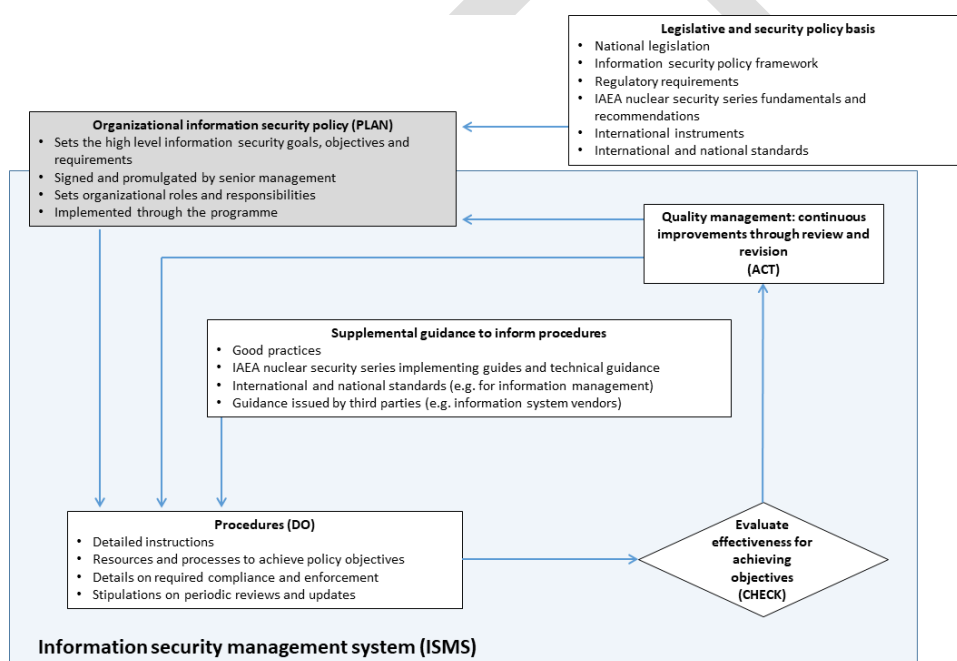 Legislative and security policy basis
• National legislation
• Information security policy framework
• Regulatory requirements
• IAEA nuclear security series fundamentals and
recommendations
• International instruments
• International and national standards
Organizational information security policy (PLAN)
• Sets the high level information security goals, objectives and
requirements
• Signed and promulgated by senior management
• Sets organizational roles and responsibilities
• Implemented through the programme
Quality management: continuous
improvements through review and
revision
(ACT)
Supplemental guidance to inform procedures
• Good practices
• IAEA nuclear security series implementing guides and technical guidance
• International and national standards (e.g. for information management)
• Guidance issued by third parties (e.g. information system vendors)
Procedures (DO)
• Detailed instructions
• Resources and processes to achieve policy objectives
• Details on required compliance and enforcement
• Stipulations on periodic reviews and updates
Evaluate
effectiveness for
achieving
objectives
(CHECK)
Information security management system (ISMS)